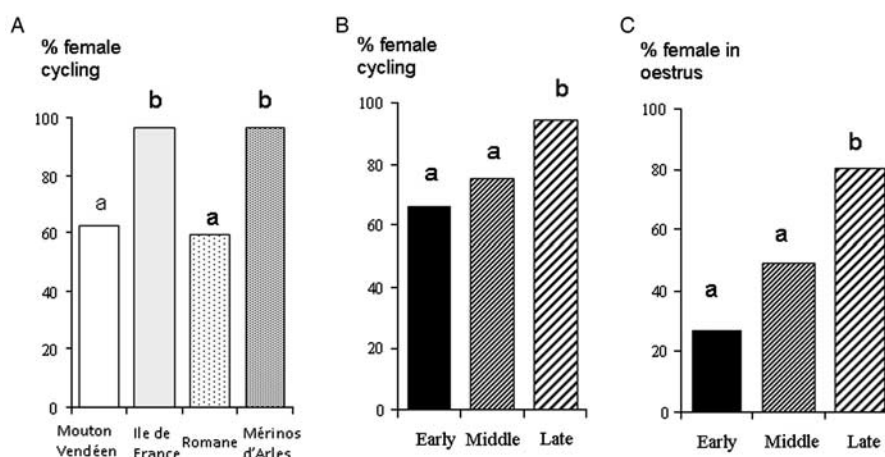 A
% female
cycling
b
b
a
a
100
80
60
40
20
0
Mouton
Vendéen
Ile de
France
Romane
Mérinos
d'Arles
B
% female
cycling
b
a
a
100
80
60
40
20
0
Early
Middle
Late
C
% female in
oestrus
b
a
a
100
80
60
40
20
0
Early
Middle
Late